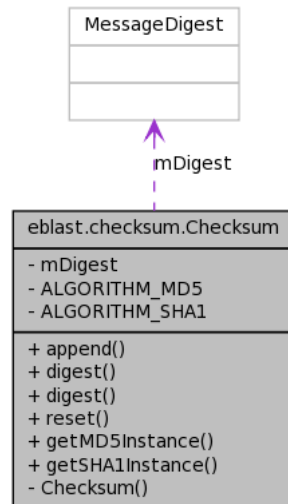 MessageDigest
mDigest
eblast.checksum.Checksum
- mDigest
- ALGORITHM_MD5
- ALGORITHM_SHA1
+ append()
+ digest()
+ digest()
+ reset()
+ getMD5Instance()
+ getSHA1Instance()
- Checksum()